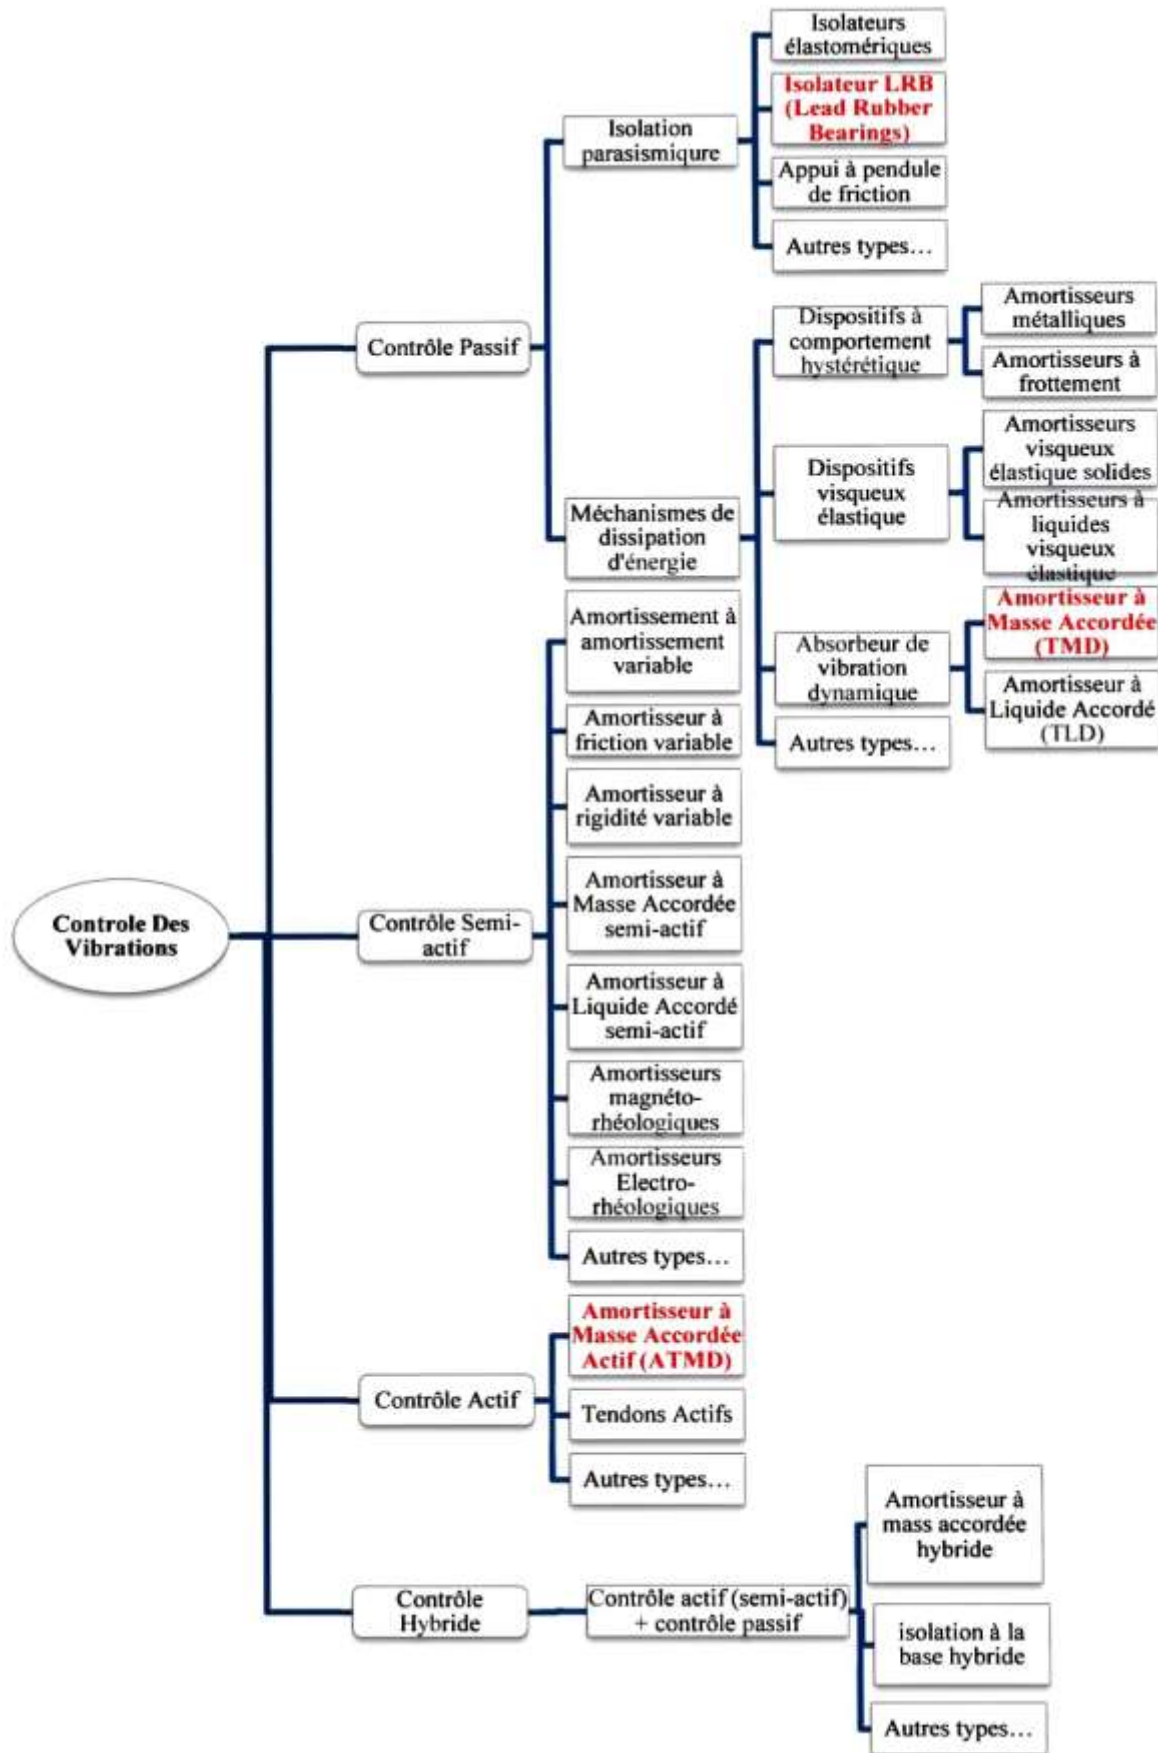 Isolateurs
élastomériques
Isolateur LRB
(Lead Rubber
Bearings)
Isolation
parasismiqure
Appui à pendule
de friction
Autres types…
Contrôle Passif
Dispositifs à
comportement
hystérétique
Amortisseurs
métalliques
Amortisseurs à
frottement
Dispositifs
visqueux
élastique
Amortisseurs
visqueux
élastique solides
Amortisseurs à
liquides
visqueux
élastique
Méchanismes de
dissipation
d'énergie
Absorbeur de
vibration
dynamique
Amortisseur à
Masse Accordée
(TMD)
Amortisseur à
Liquide Accordé
(TLD)
Autres types…
Controle Des
Vibrations
Contrôle Semi-
actif
Amortissement à
amortissement
variable
Amortisseur à
friction variable
Amortisseur à
rigidité variable
Amortisseur à
Masse Accordée
semi-actif
Amortisseur à
Liquide Accordé
semi-actif
Amortisseurs
magnéto-
rhéologiques
Amortisseurs
Electro-
rhéologiques
Autres types…
Contrôle Actif
Amortisseur à
Masse Accordée
Actif (ATMD)
Tendons Actifs
Autres types…
Contrôle
Hybride
Contrôle actif (semi-actif)
+ contrôle passif
Amortisseur à
mass accordée
hybride
isolation à la
base hybride
Autres types…